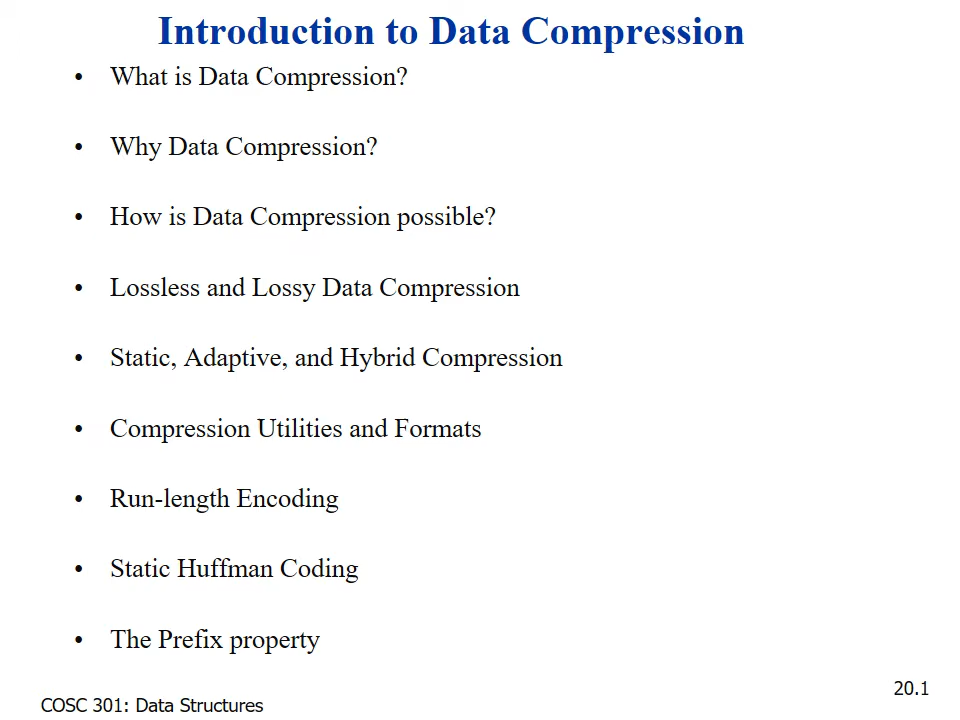 Introduction to Data Compression
• What is Data Compression?
• Why Data Compression?
• How is Data Compression possible?
• Lossless and Lossy Data Compression
• Static, Adaptive, and Hybrid Compression
• Compression Utilities and Formats
• Run-length Encoding
• Static Huffman Coding
• The Prefix property
20.1
COSC 301: Data Structures